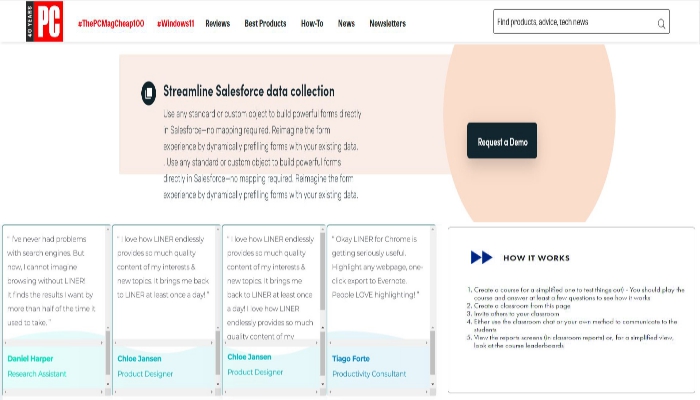 40 YEARS
PC
#ThePCMagCheap100
#Windows11
Reviews
Best Products
How-To
News
Newsletters
Find products, advice, tech news
Streamline Salesforce data collection
Use any standard or custom object to build powerful forms directly
in Salesforce—no mapping required. Reimagine the form
experience by dynamically prefilling forms with your existing data.
. Use any standard or custom object to build powerful forms
directly in Salesforce—no mapping required. Reimagine the form
experience by dynamically prefilling forms with your existing data.
Request a Demo
" I've never had problems
with search engines. But
now, I cannot imagine
browsing without LINER!
It finds the results I want by
more than half of the time it
used to take. "
Daniel Harper
Research Assistant
" I love how LINER endlessly
provides so much quality
content of my interests &
new topics. It brings me back
to LINER at least once a day! "
Chloe Jansen
Product Designer
" I love how LINER endlessly
provides so much quality
content of my interests &
new topics. It brings me
back to LINER at least once
a day! I love how LINER
endlessly provides so much
quality content of my
Chloe Jansen
Product Designer
" Okay LINER for Chrome is
getting seriously useful.
Highlight any webpage, one-
click export to Evernote.
People LOVE highlighting! "
Tiago Forte
Productivity Consultant
HOW IT WORKS
1. Create a course for a simplified one to test things out) - You should play the
course and answer at least a few questions to see how it works
2. Create a classroom from this page
3. Invite others to your classroom
4. Either use the classroom chat or your own method to communicate to the
students
5. View the reports screens (in classroom reports) or, for a simplified view,
look at the course leaderboards